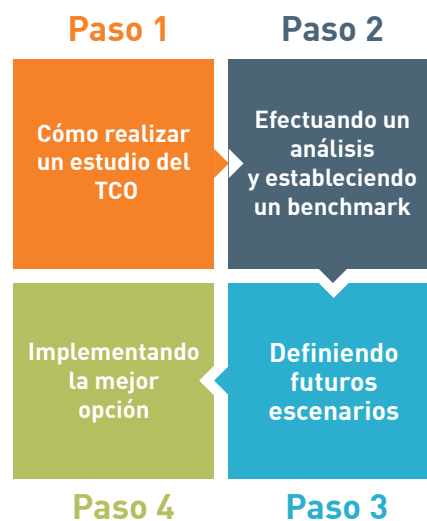 Paso 1
Cómo realizar
un estudio del
TCO
Paso 2
Efectuando un
análisis
y estableciendo
un benchmark
Definiendo
futuros
escenarios
Paso 3
Implementando
la mejor
opción
Paso 4